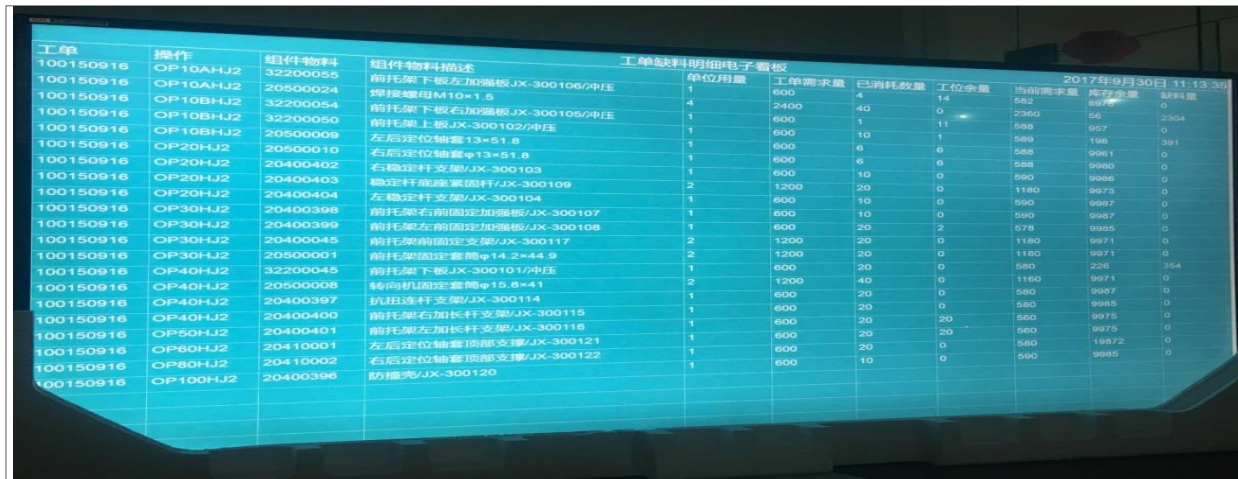 工单缺料明细电子看板
2017年9月30日 11:13:35
工单 操作 组件物料 组件物料描述 单位用量 工单需求量 已消耗数量 工位余量 当前需求量 库存余量 缺料量
100150916 OP10AHJ2 32200055 前托架下板左加强板JX-300106/冲压 1 600 4 14 582 8976 0
100150916 OP10AHJ2 20500024 焊接螺母M10×1.5 4 2400 40 0 2360 56 2304
100150916 OP10BHJ2 32200054 前托架下板右加强板JX-300105/冲压 1 600 1 11 588 957 0
100150916 OP10BHJ2 32200050 前托架上板JX-300102/冲压 1 600 10 1 589 198 391
100150916 OP10BHJ2 20500009 左后定位轴套13×51.8 1 600 6 6 588 9961 0
100150916 OP20HJ2 20500010 右后定位轴套φ13×51.8 1 600 6 6 588 9980 0
100150916 OP20HJ2 20400402 右稳定杆支架/JX-300103 1 600 10 0 590 9986 0
100150916 OP20HJ2 20400403 稳定杆底座紧固杆/JX-300109 2 1200 20 0 1180 9973 0
100150916 OP20HJ2 20400404 左稳定杆支架/JX-300104 1 600 10 0 590 9987 0
100150916 OP30HJ2 20400398 前托架右前固定加强板/JX-300107 1 600 10 0 590 9987 0
100150916 OP30HJ2 20400399 前托架左前固定加强板/JX-300108 1 600 20 2 578 9985 0
100150916 OP30HJ2 20400045 前托架前固定支架/JX-300117 2 1200 20 0 1180 9971 0
100150916 OP30HJ2 20500001 前托架固定套筒φ14.2×44.9 2 1200 20 0 1180 9971 0
100150916 OP40HJ2 32200045 前托架下板JX-300101/冲压 1 600 20 0 580 226 354
100150916 OP40HJ2 20500008 转向机固定套筒φ15.8×41 2 1200 40 0 1160 9971 0
100150916 OP40HJ2 20400397 抗扭连杆支架/JX-300114 1 600 20 0 580 9987 0
100150916 OP40HJ2 20400400 前托架右加长杆支架/JX-300115 1 600 20 0 580 9985 0
100150916 OP50HJ2 20400401 前托架左加长杆支架/JX-300116 1 600 20 20 560 9975 0
100150916 OP60HJ2 20410001 左后定位轴套顶部支撑/JX-300121 1 600 20 20 560 9975 0
100150916 OP80HJ2 20410002 右后定位轴套顶部支撑/JX-300122 1 600 20 0 580 19872 0
100150916 OP100HJ2 20400396 防撞壳/JX-300120 1 600 10 0 590 9985 0